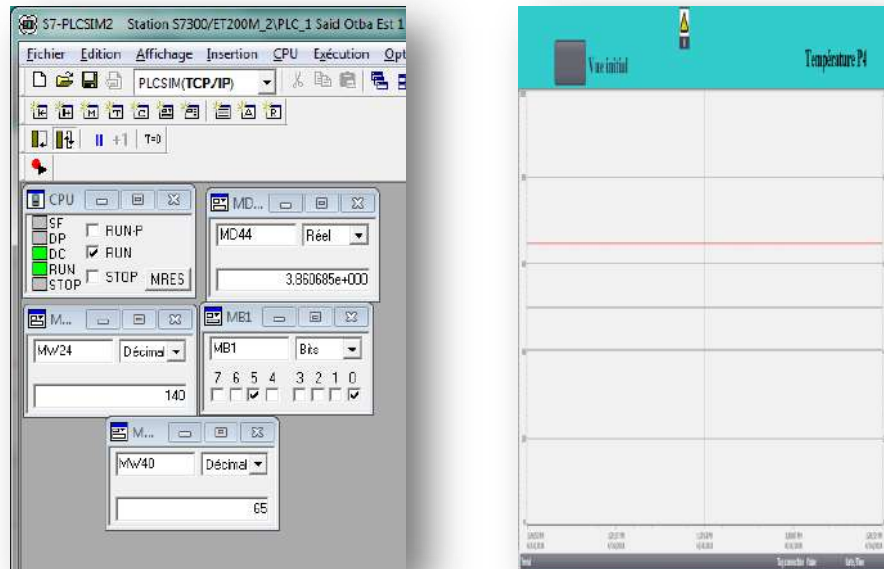 S7-PLCSIM2 Station S7300/ET200M_2\PLC_1 Said Otba Est 1
Fichier Edition Affichage Insertion CPU Exécution Opt
PLCSIM(TCP/IP)
+1 T=0
CPU
SF
DP
DC
RUN
STOP
RUN-P
RUN
STOP
MRES
MD...
MD44 Réel
3.860685e+000
M...
MW24 Décimal
140
MB1
MB1 Bits
7 6 5 4 3 2 1 0
M...
MW40 Décimal
65
Vue initial
Température P4